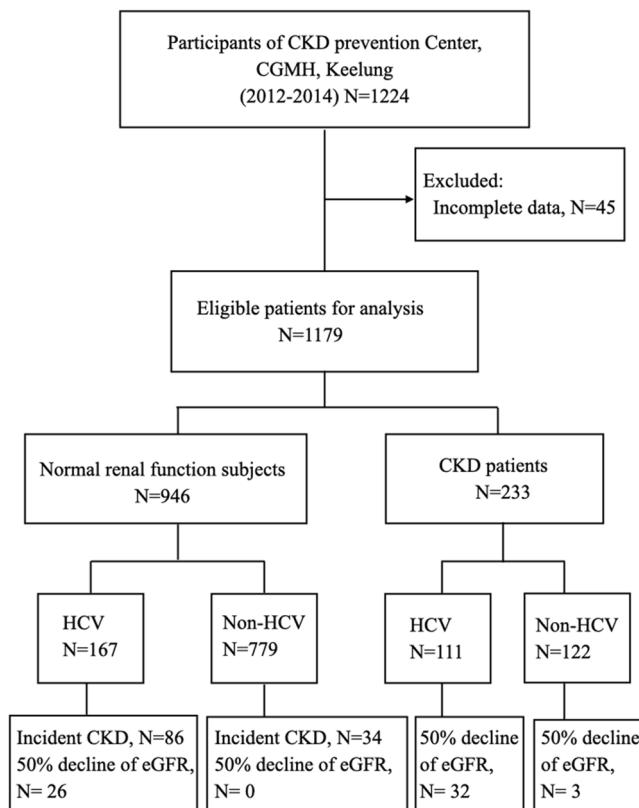 Participants of CKD prevention Center,
CGMH, Keelung
(2012-2014) N=1224
Excluded:
Incomplete data, N=45
Eligible patients for analysis
N=1179
Normal renal function subjects
N=946
CKD patients
N=233
HCV
N=167
Non-HCV
N=779
HCV
N=111
Non-HCV
N=122
Incident CKD, N=86
50% decline of eGFR,
N= 26
Incident CKD, N=34
50% decline of eGFR,
N= 0
50% decline
of eGFR,
N= 32
50% decline
of eGFR,
N= 3